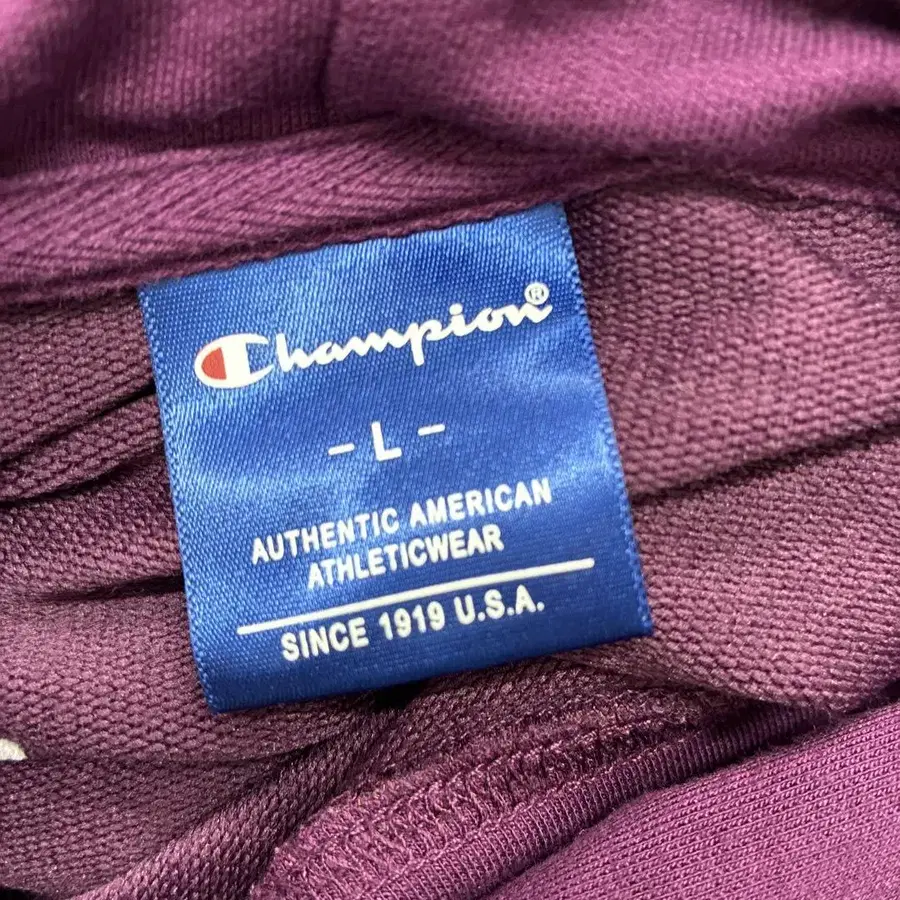 Champion®
- L -
AUTHENTIC AMERICAN
ATHLETICWEAR
SINCE 1919 U.S.A.